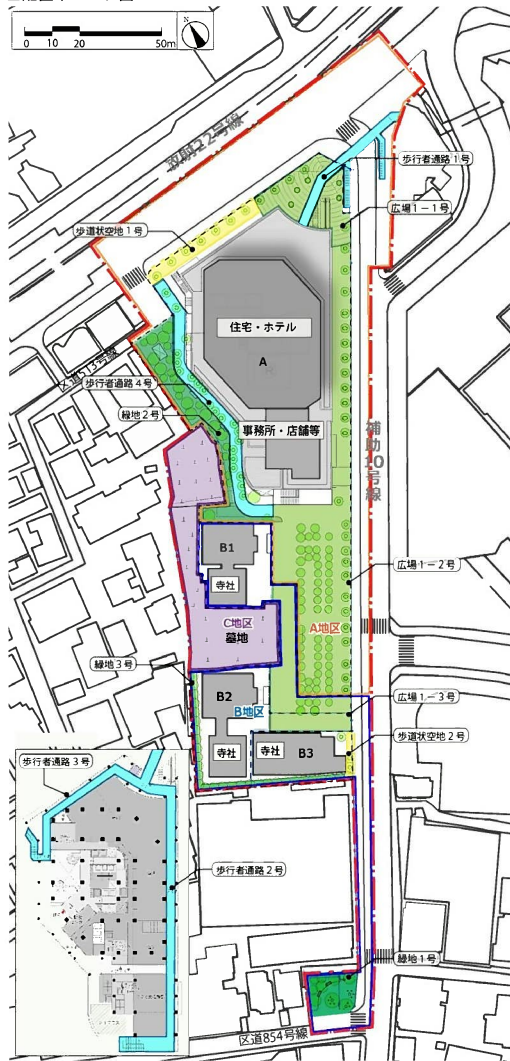 N
0 10 20 50m
放射22号線
歩行者通路1号
広場1-1号
歩道状空地1号
住宅・ホテル
A
区道513号線
歩行者通路4号
緑地2号
事務所・店舗等
補助10号線
B1
寺社
広場1-2号
C地区
墓地
A地区
緑地3号
B2
B地区
広場1-3号
歩道状空地2号
寺社
寺社
B3
歩行者通路3号
歩行者通路2号
緑地1号
区道854号線